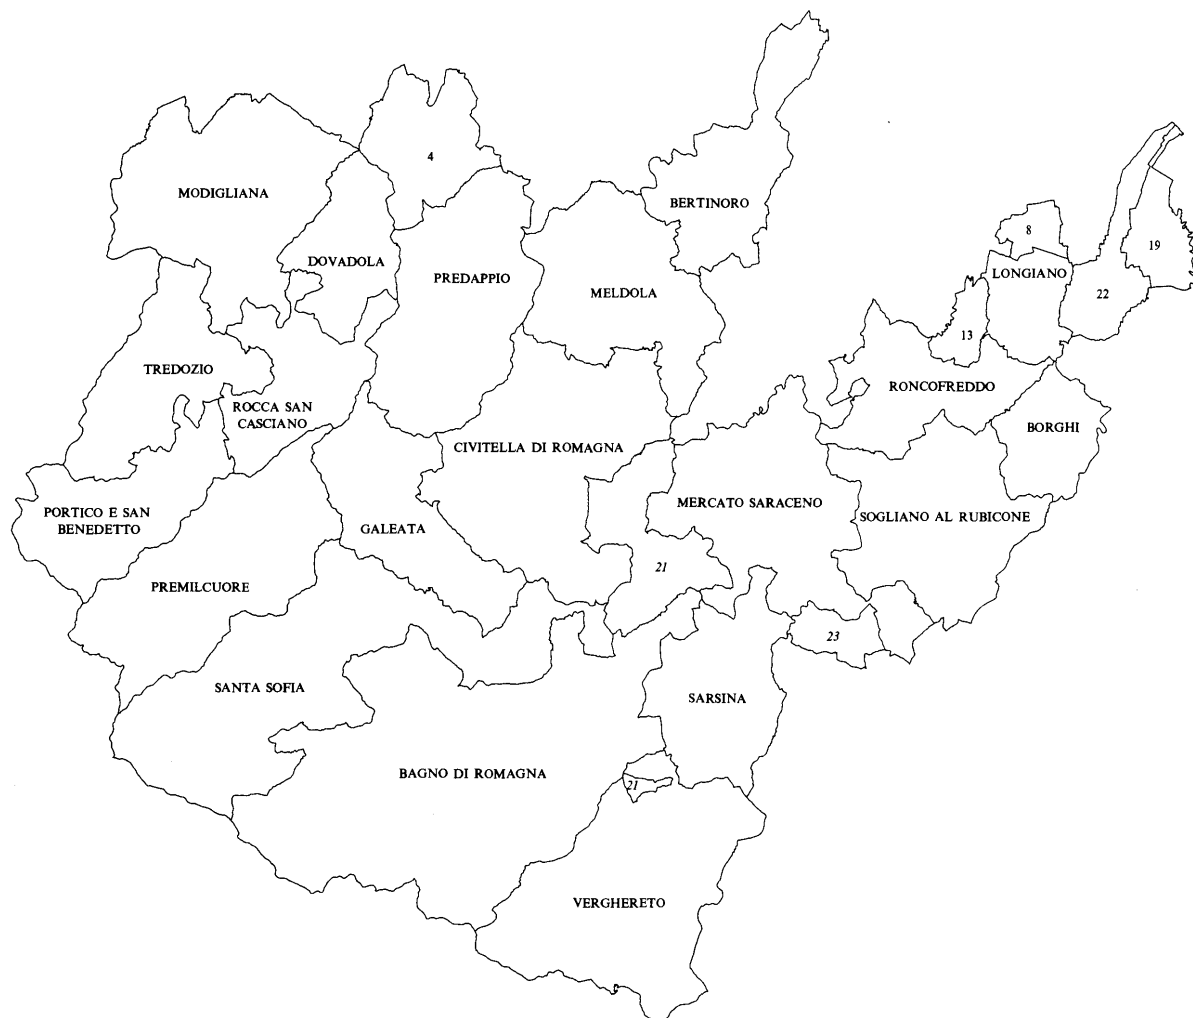 4
MODIGLIANA
BERTINORO
8
19
DOVADOLA
PREDAPPIO
LONGIANO
MELDOLA
22
13
TREDOZIO
RONCOFREDDO
ROCCA SAN
CASCIANO
BORGHI
CIVITELLA DI ROMAGNA
MERCATO SARACENO
PORTICO E SAN
BENEDETTO
SOGLIANO AL RUBICONE
GALEATA
21
PREMILCUORE
23
SANTA SOFIA
SARSINA
BAGNO DI ROMAGNA
21
VERGHERETO